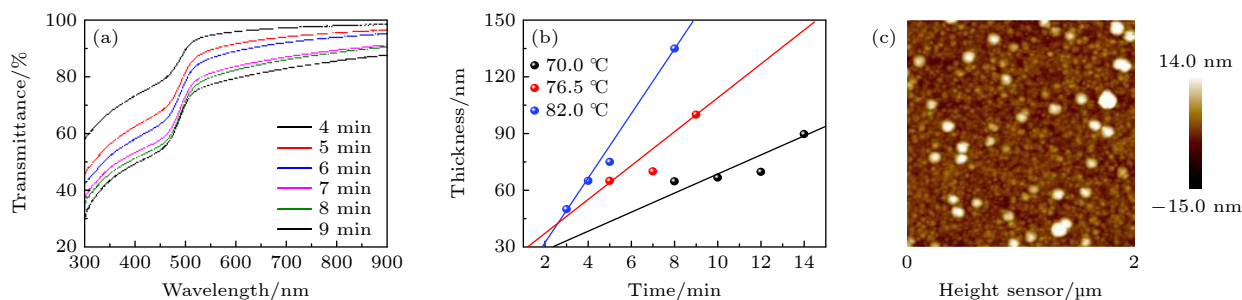 (a)
100
80
60
40
20
Transmittance/%
4 min
5 min
6 min
7 min
8 min
9 min
300 400 500 600 700 800 900
Wavelength/nm
(b)
150
120
90
60
30
Thickness/nm
70.0 ℃
76.5 ℃
82.0 ℃
2 4 6 8 10 12 14
Time/min
(c)
14.0 nm
−15.0 nm
0 2
Height sensor/μm